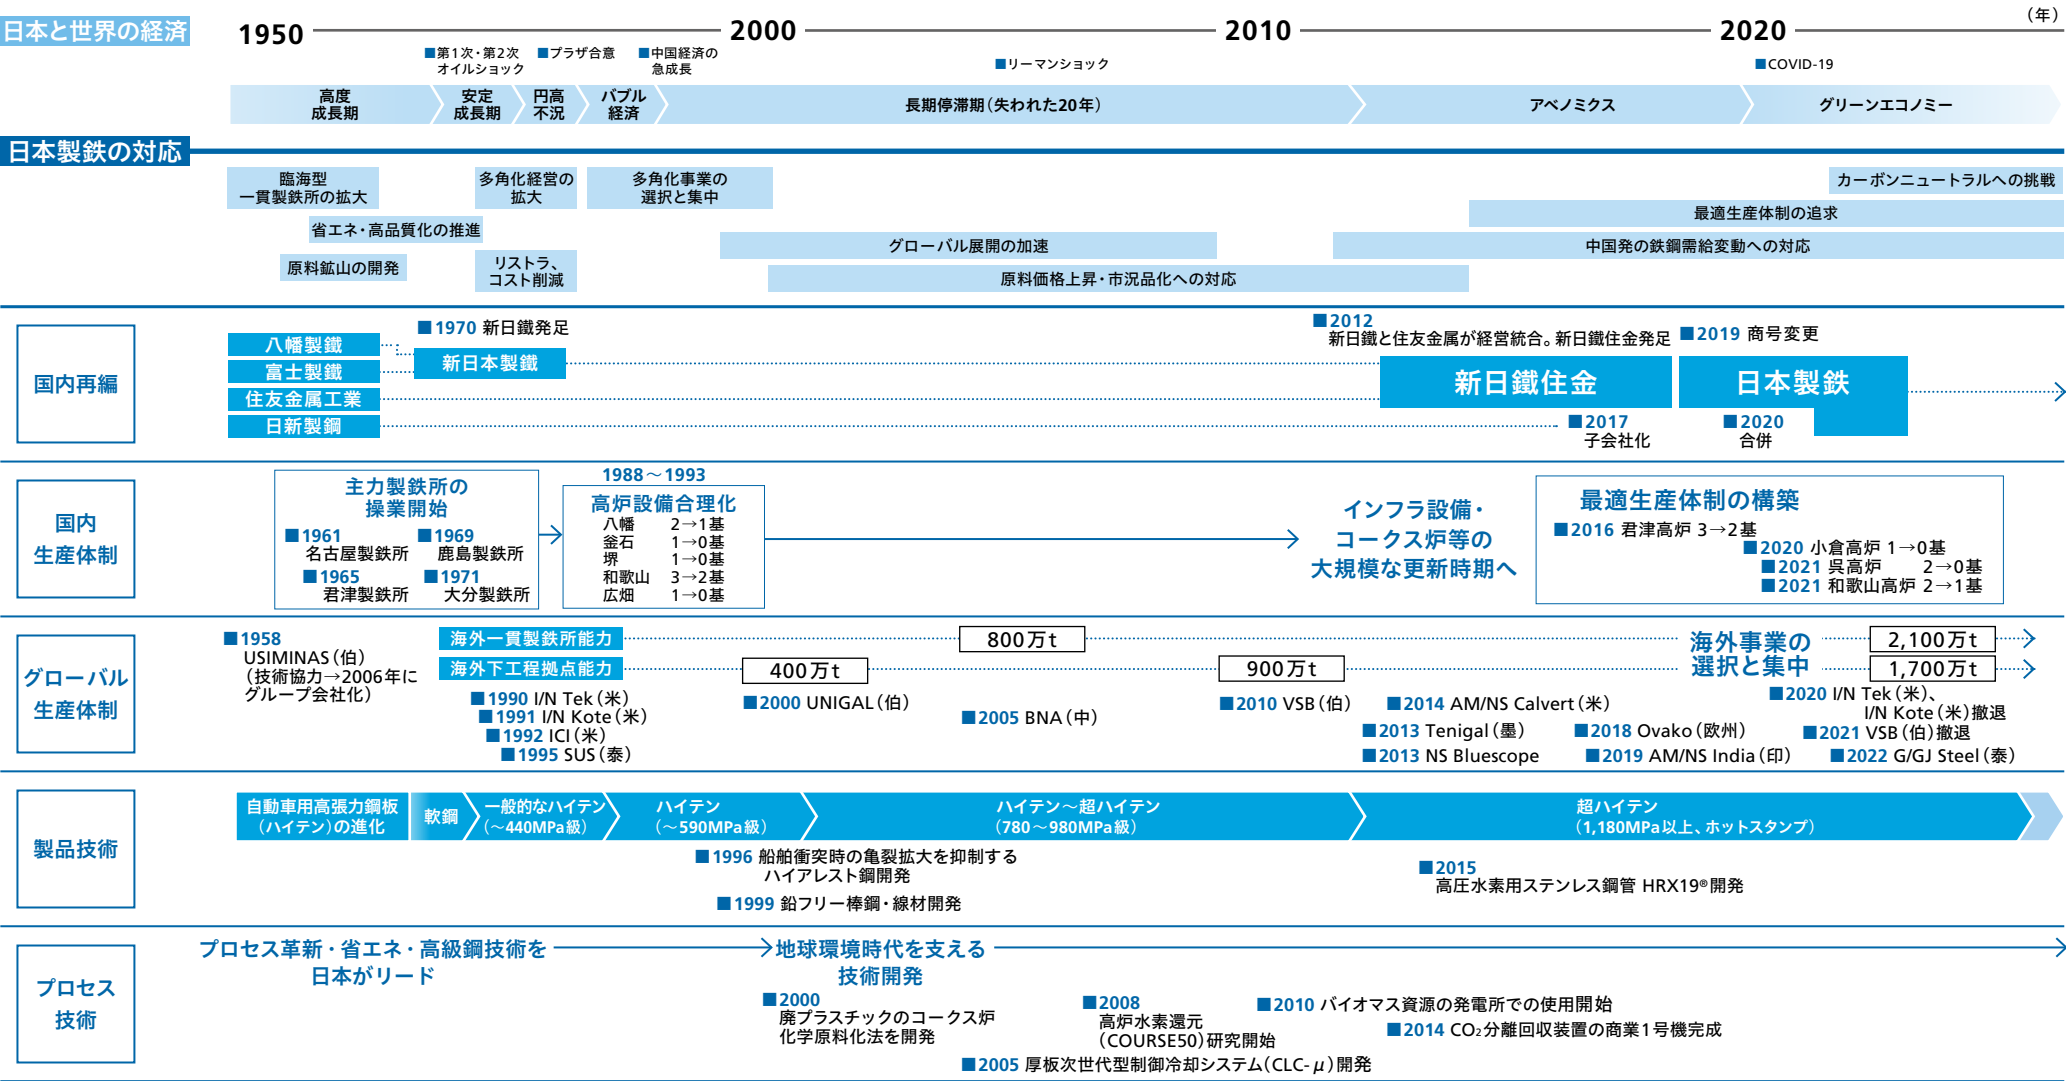 日本と世界の経済
1950
2000
2010
2020
（年）
■第1次・第2次
オイルショック
■プラザ合意
■中国経済の
急成長
■リーマンショック
■COVID-19
高度
成長期
安定
成長期
円高
不況
バブル
経済
長期停滞期（失われた20年）
アベノミクス
グリーンエコノミー
日本製鉄の対応
臨海型
一貫製鉄所の拡大
多角化経営の
拡大
多角化事業の
選択と集中
カーボンニュートラルへの挑戦
最適生産体制の追求
省エネ・高品質化の推進
グローバル展開の加速
中国発の鉄鋼需給変動への対応
原料鉱山の開発
リストラ、
コスト削減
原料価格上昇・市況品化への対応
国内再編
■1970 新日鐵発足
八幡製鐵
富士製鐵
住友金属工業
日新製鋼
新日本製鐵
■2012
新日鐵と住友金属が経営統合。新日鐵住金発足
■2019 商号変更
新日鐵住金
日本製鉄
■2017
子会社化
■2020
合併
国内
生産体制
主力製鉄所の
操業開始
■1961
名古屋製鉄所
■1969
鹿島製鉄所
■1965
君津製鉄所
■1971
大分製鉄所
1988～1993
高炉設備合理化
八幡 2→1基
釜石 1→0基
堺 1→0基
和歌山 3→2基
広畑 1→0基
インフラ設備・
コークス炉等の
大規模な更新時期へ
最適生産体制の構築
■2016 君津高炉 3→2基
■2020 小倉高炉 1→0基
■2021 呉高炉 2→0基
■2021 和歌山高炉 2→1基
グローバル
生産体制
■1958
USIMINAS（伯）
（技術協力→2006年に
グループ会社化）
海外一貫製鉄所能力
800万t
海外事業の
選択と集中
2,100万t
海外下工程拠点能力
400万t
900万t
1,700万t
■1990 I/N Tek（米）
■1991 I/N Kote（米）
■1992 ICI（米）
■1995 SUS（泰）
■2000 UNIGAL（伯）
■2005 BNA（中）
■2010 VSB（伯）
■2014 AM/NS Calvert（米）
■2013 Tenigal（墨）
■2013 NS Bluescope
■2018 Ovako（欧州）
■2019 AM/NS India（印）
■2020 I/N Tek（米）、
I/N Kote（米）撤退
■2021 VSB（伯）撤退
■2022 G/GJ Steel（泰）
製品技術
自動車用高張力鋼板
（ハイテン）の進化
軟鋼
一般的なハイテン
（～440MPa級）
ハイテン
（～590MPa級）
ハイテン～超ハイテン
（780～980MPa級）
超ハイテン
（1,180MPa以上、ホットスタンプ）
■1996 船舶衝突時の亀裂拡大を抑制する
ハイアレスト鋼開発
■1999 鉛フリー棒鋼・線材開発
■2015
高圧水素用ステンレス鋼管 HRX19®開発
プロセス
技術
プロセス革新・省エネ・高級鋼技術を
日本がリード
地球環境時代を支える
技術開発
■2000
廃プラスチックのコークス炉
化学原料化法を開発
■2008
高炉水素還元
（COURSE50）研究開始
■2010 バイオマス資源の発電所での使用開始
■2014 CO₂分離回収装置の商業1号機完成
■2005 厚板次世代型制御冷却システム（CLC-μ）開発